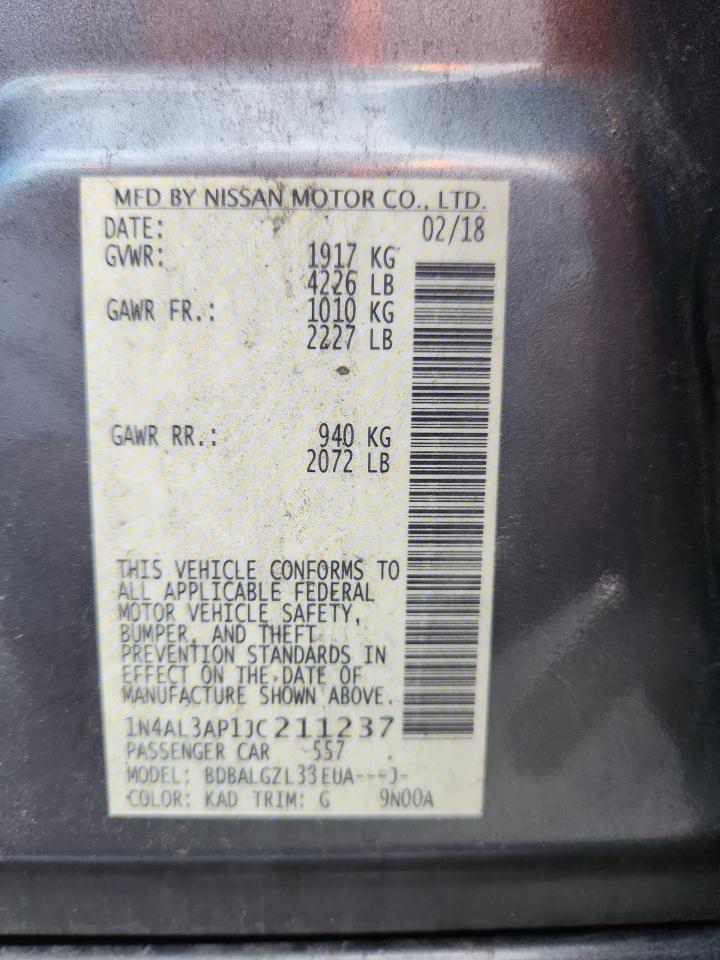 MFD BY NISSAN MOTOR CO., LTD.
DATE: 02/18
GVWR: 1917 KG
4226 LB
GAWR FR.: 1010 KG
2227 LB
GAWR RR.: 940 KG
2072 LB
THIS VEHICLE CONFORMS TO
ALL APPLICABLE FEDERAL
MOTOR VEHICLE SAFETY,
BUMPER, AND THEFT
PREVENTION STANDARDS IN
EFFECT ON THE DATE OF
MANUFACTURE SHOWN ABOVE.
1N4AL3AP1JC211237
PASSENGER CAR 557
MODEL: BDBALGZL33EUA---J-
COLOR: KAD TRIM: G 9N00A